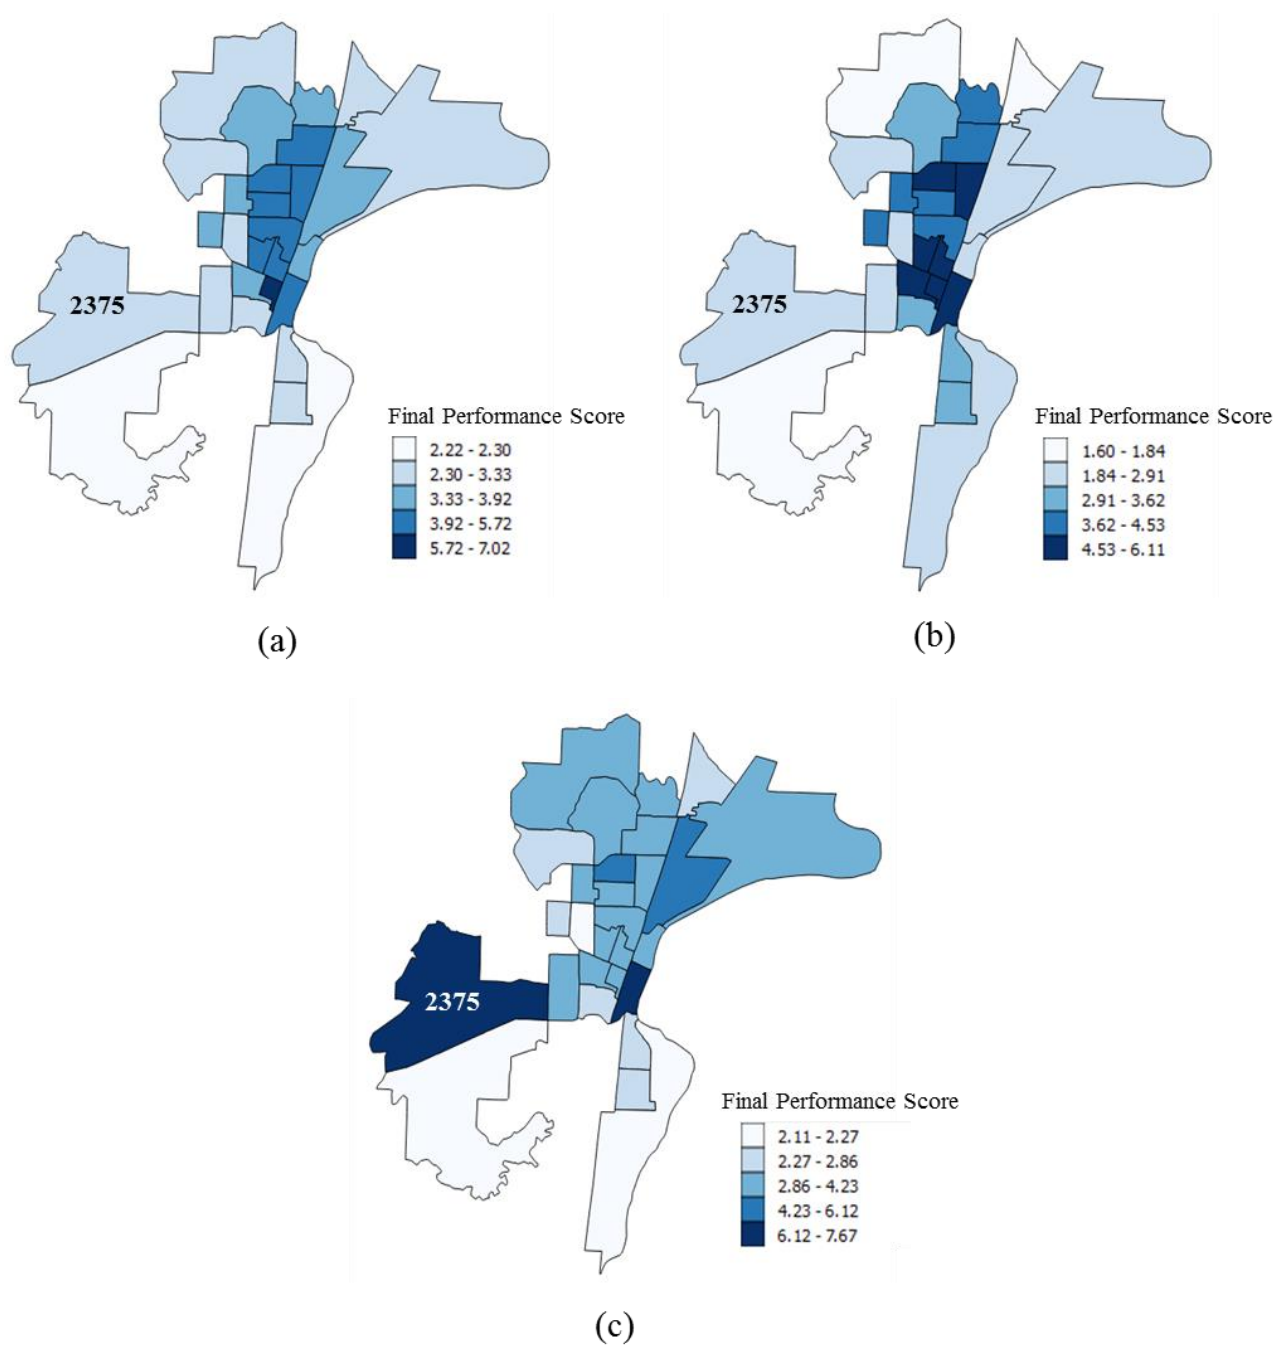 2375
Final Performance Score
2.22 - 2.30
2.30 - 3.33
3.33 - 3.92
3.92 - 5.72
5.72 - 7.02
(a)
2375
Final Performance Score
1.60 - 1.84
1.84 - 2.91
2.91 - 3.62
3.62 - 4.53
4.53 - 6.11
(b)
2375
Final Performance Score
2.11 - 2.27
2.27 - 2.86
2.86 - 4.23
4.23 - 6.12
6.12 - 7.67
(c)